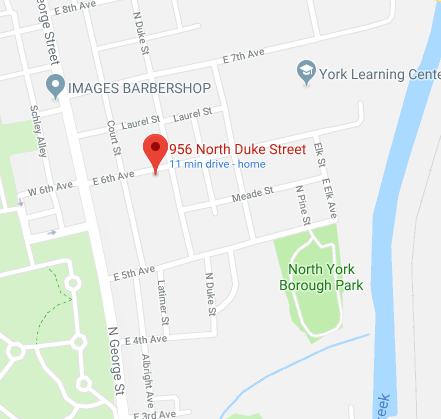 E 8th Ave
N Duke St
George Street
E 7th Ave
York Learning Cente
IMAGES BARBERSHOP
Schley Alley
Court St
Laurel St
Laurel St
956 North Duke Street
11 min drive - home
Elk St
W 6th Ave
E 6th Ave
E Elk Ave
Meade St
N Pine St
E 5th Ave
North York
Borough Park
Latimer St
N Duke St
N George St
E 4th Ave
Albright Ave
E 3rd Ave
eek